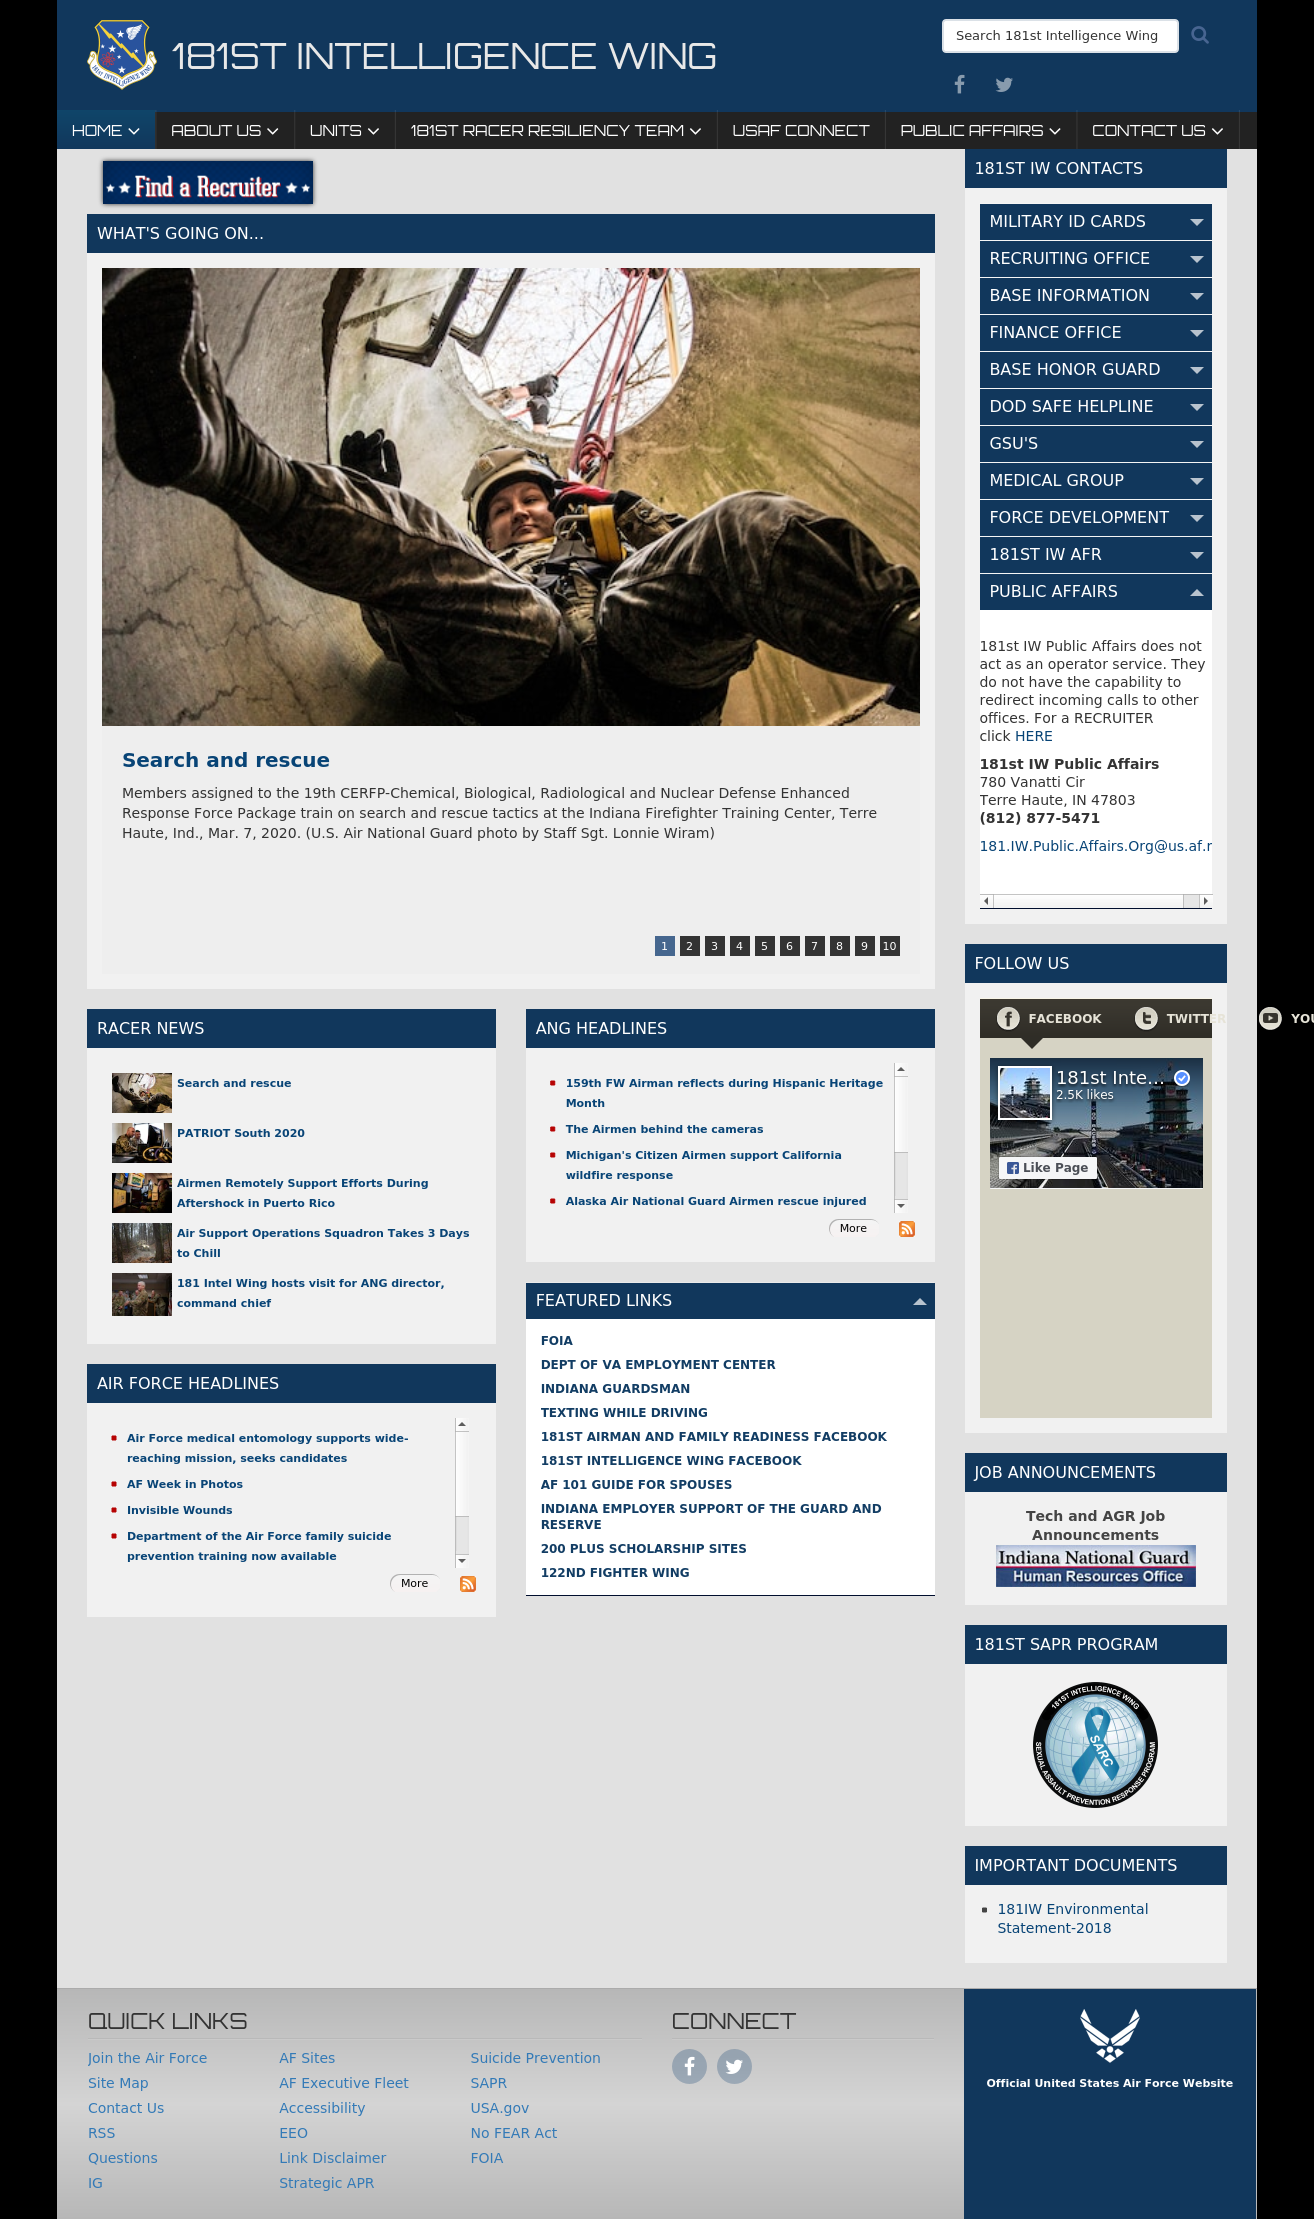 181ST INTELLIGENCE WING
Search 181st Intelligence Wing
HOME
ABOUT US
UNITS
181ST RACER RESILIENCY TEAM
USAF CONNECT
PUBLIC AFFAIRS
CONTACT US
Find a Recruiter
WHAT'S GOING ON...
Search and rescue
Members assigned to the 19th CERFP-Chemical, Biological, Radiological and Nuclear Defense Enhanced
Response Force Package train on search and rescue tactics at the Indiana Firefighter Training Center, Terre
Haute, Ind., Mar. 7, 2020. (U.S. Air National Guard photo by Staff Sgt. Lonnie Wiram)
1 2 3 4 5 6 7 8 9 10
RACER NEWS
Search and rescue
PATRIOT South 2020
Airmen Remotely Support Efforts During
Aftershock in Puerto Rico
Air Support Operations Squadron Takes 3 Days
to Chill
181 Intel Wing hosts visit for ANG director,
command chief
AIR FORCE HEADLINES
Air Force medical entomology supports wide-
reaching mission, seeks candidates
AF Week in Photos
Invisible Wounds
Department of the Air Force family suicide
prevention training now available
More
ANG HEADLINES
159th FW Airman reflects during Hispanic Heritage
Month
The Airmen behind the cameras
Michigan's Citizen Airmen support California
wildfire response
Alaska Air National Guard Airmen rescue injured
More
FEATURED LINKS
FOIA
DEPT OF VA EMPLOYMENT CENTER
INDIANA GUARDSMAN
TEXTING WHILE DRIVING
181ST AIRMAN AND FAMILY READINESS FACEBOOK
181ST INTELLIGENCE WING FACEBOOK
AF 101 GUIDE FOR SPOUSES
INDIANA EMPLOYER SUPPORT OF THE GUARD AND
RESERVE
200 PLUS SCHOLARSHIP SITES
122ND FIGHTER WING
181ST IW CONTACTS
MILITARY ID CARDS
RECRUITING OFFICE
BASE INFORMATION
FINANCE OFFICE
BASE HONOR GUARD
DOD SAFE HELPLINE
GSU'S
MEDICAL GROUP
FORCE DEVELOPMENT
181ST IW AFR
PUBLIC AFFAIRS
181st IW Public Affairs does not
act as an operator service. They
do not have the capability to
redirect incoming calls to other
offices. For a RECRUITER
click HERE
181st IW Public Affairs
780 Vanatti Cir
Terre Haute, IN 47803
(812) 877-5471
181.IW.Public.Affairs.Org@us.af.r
FOLLOW US
FACEBOOK
TWITTER
YOU
181st Inte...
2.5K likes
Like Page
JOB ANNOUNCEMENTS
Tech and AGR Job
Announcements
Indiana National Guard
Human Resources Office
181ST SAPR PROGRAM
181ST INTELLIGENCE WING
SARC
SEXUAL ASSAULT PREVENTION RESPONSE PROGRAM
IMPORTANT DOCUMENTS
181IW Environmental
Statement-2018
QUICK LINKS
Join the Air Force
Site Map
Contact Us
RSS
Questions
IG
AF Sites
AF Executive Fleet
Accessibility
EEO
Link Disclaimer
Strategic APR
Suicide Prevention
SAPR
USA.gov
No FEAR Act
FOIA
CONNECT
Official United States Air Force Website